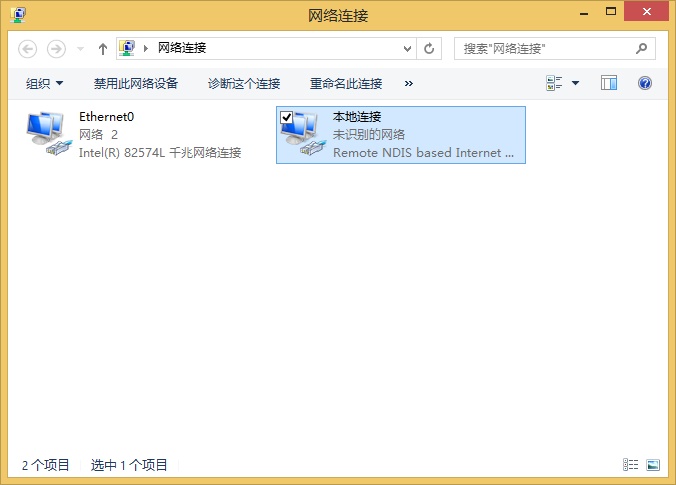 网络连接
网络连接
搜索"网络连接"
组织 禁用此网络设备 诊断这个连接 重命名此连接 »
Ethernet0
网络 2
Intel(R) 82574L 千兆网络连接
本地连接
未识别的网络
Remote NDIS based Internet ...
2 个项目 选中 1 个项目